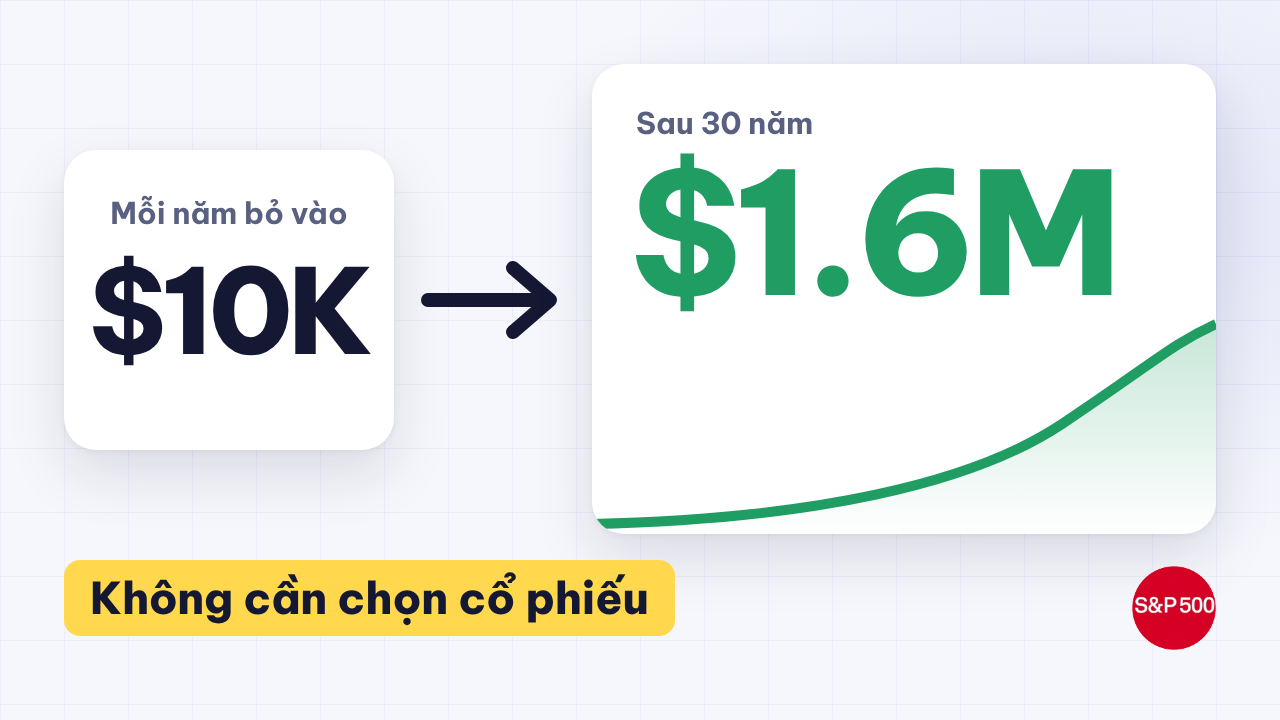 Mỗi năm bỏ vào
$10K
Sau 30 năm
$1.6M
Không cần chọn cổ phiếu
S&P 500